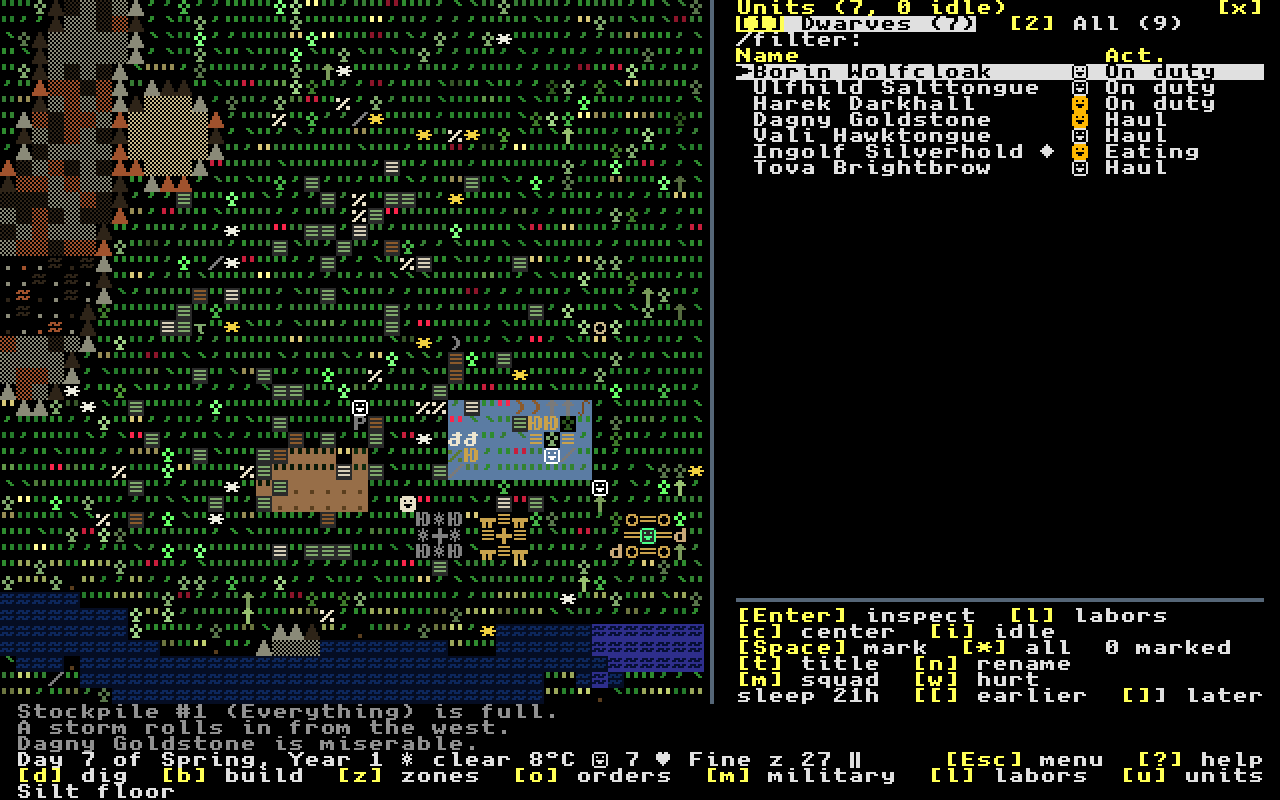 Units (7, 0 idle) [x]
[1] Dwarves (7) [2] All (9)
/filter:
Name Act.
Borin Wolfcloak On duty
Ulfhild Salttongue On duty
Harek Darkhall On duty
Dagny Goldstone Haul
Vali Hawktongue Haul
Ingolf Silverhold ◆ Eating
Tova Brightbrow Haul
[Enter] inspect [l] labors
[c] center [i] idle
[Space] mark [*] all 0 marked
[t] title [n] rename
[m] squad [w] hurt
sleep 21h [[] earlier []] later
Stockpile #1 (Everything) is full.
A storm rolls in from the west.
Dagny Goldstone is miserable.
Day 7 of Spring, Year 1 * clear 8°C ☺ 7 ♥ Fine z 27 ‖ [Esc] menu [?] help
[d] dig [b] build [z] zones [o] orders [m] military [l] labors [u] units
Silt floor